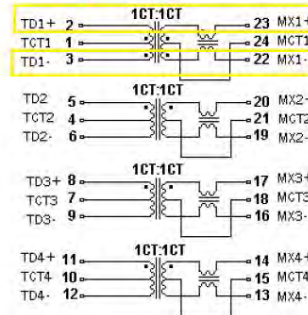 1CT:1CT
TD1+ 2 23 MX1+
TCT1 1 24 MCT1
TD1- 3 22 MX1-
1CT:1CT
TD2 5 20 MX2-
TCT2 4 21 MCT2
TD2- 6 19 MX2-
1CT:1CT
TD3+ 8 17 MX3+
TCT3 7 18 MCT3
TD3- 9 16 MX3-
1CT:1CT
TD4+ 11 14 MX4+
TCT4 10 15 MCT4
TD4- 12 13 MX4-